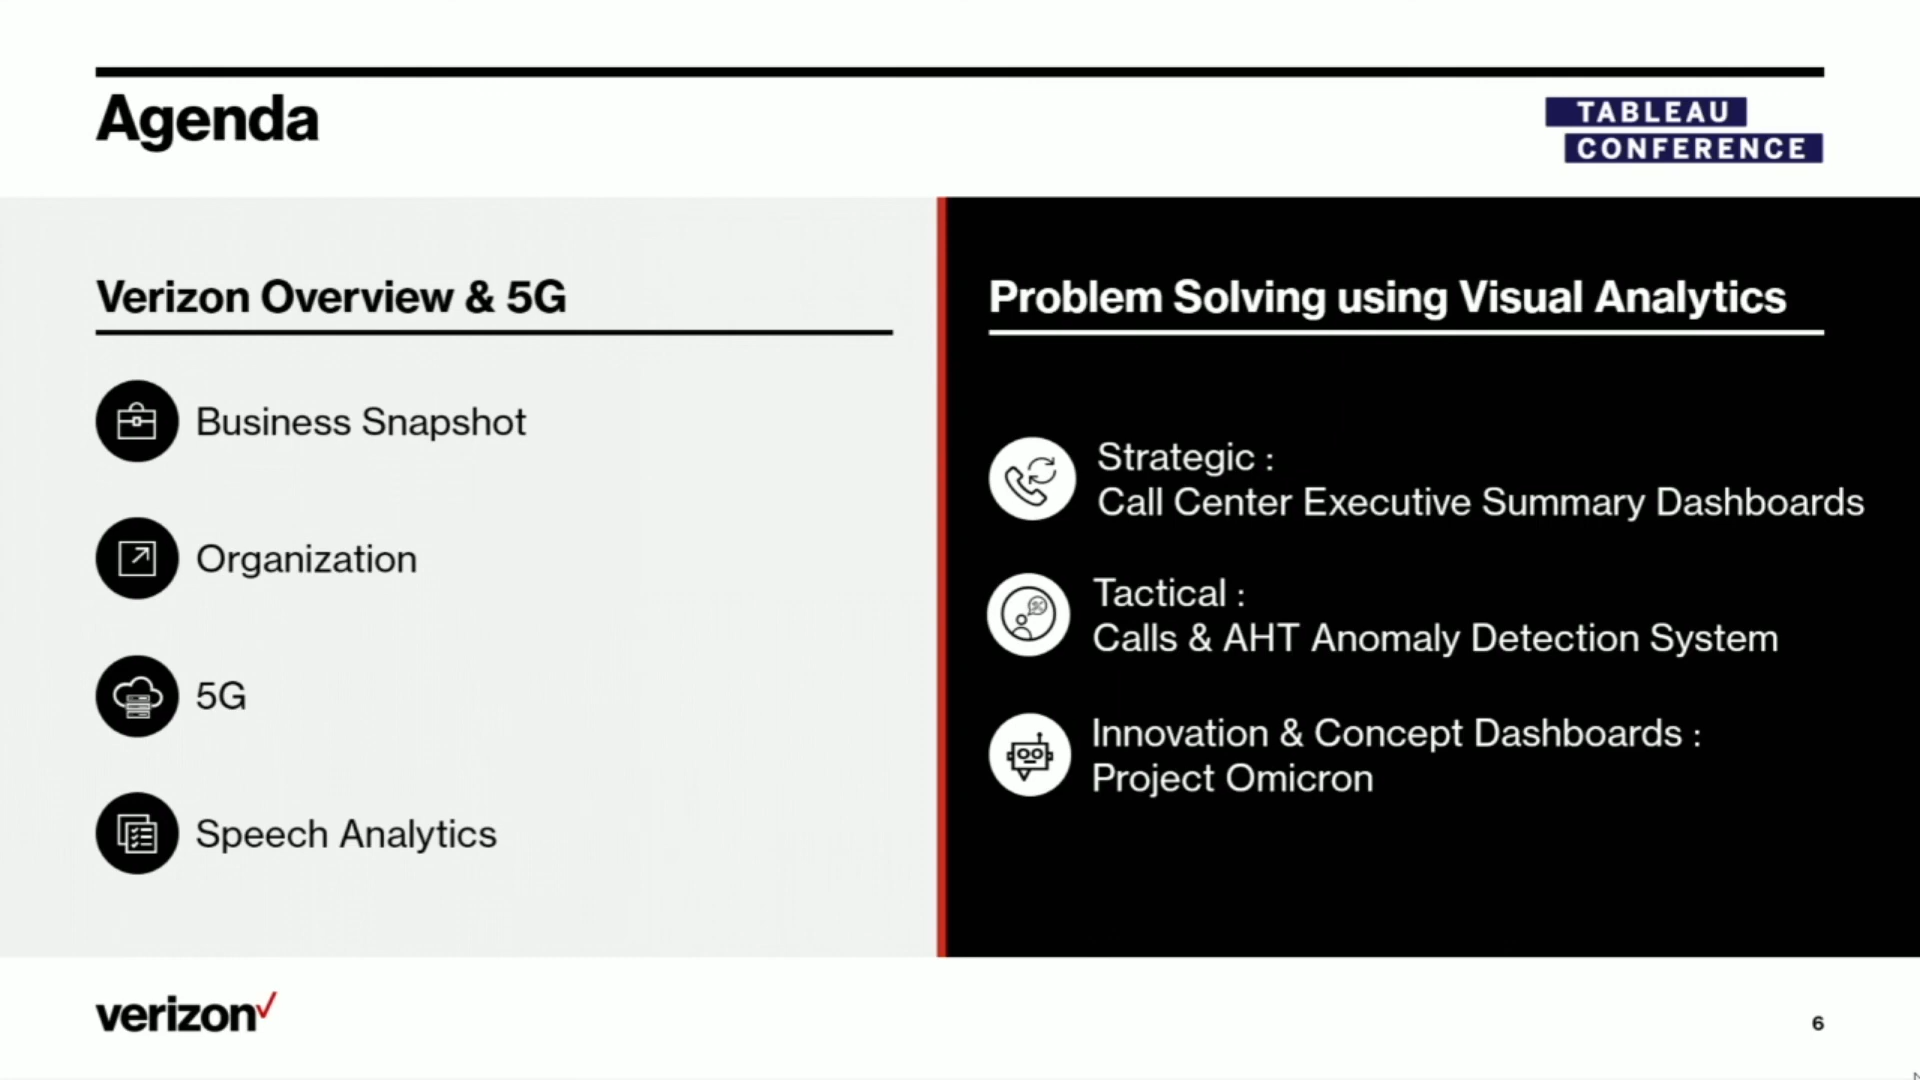 Agenda
TABLEAU
CONFERENCE
Verizon Overview & 5G
Business Snapshot
Organization
5G
Speech Analytics
Problem Solving using Visual Analytics
Strategic :
Call Center Executive Summary Dashboards
Tactical :
Calls & AHT Anomaly Detection System
Innovation & Concept Dashboards :
Project Omicron
verizon
6